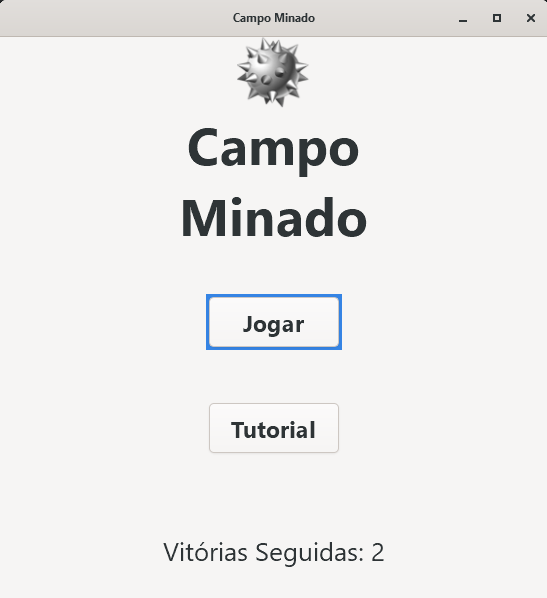 Campo Minado
Campo
Minado
Jogar
Tutorial
Vitórias Seguidas: 2